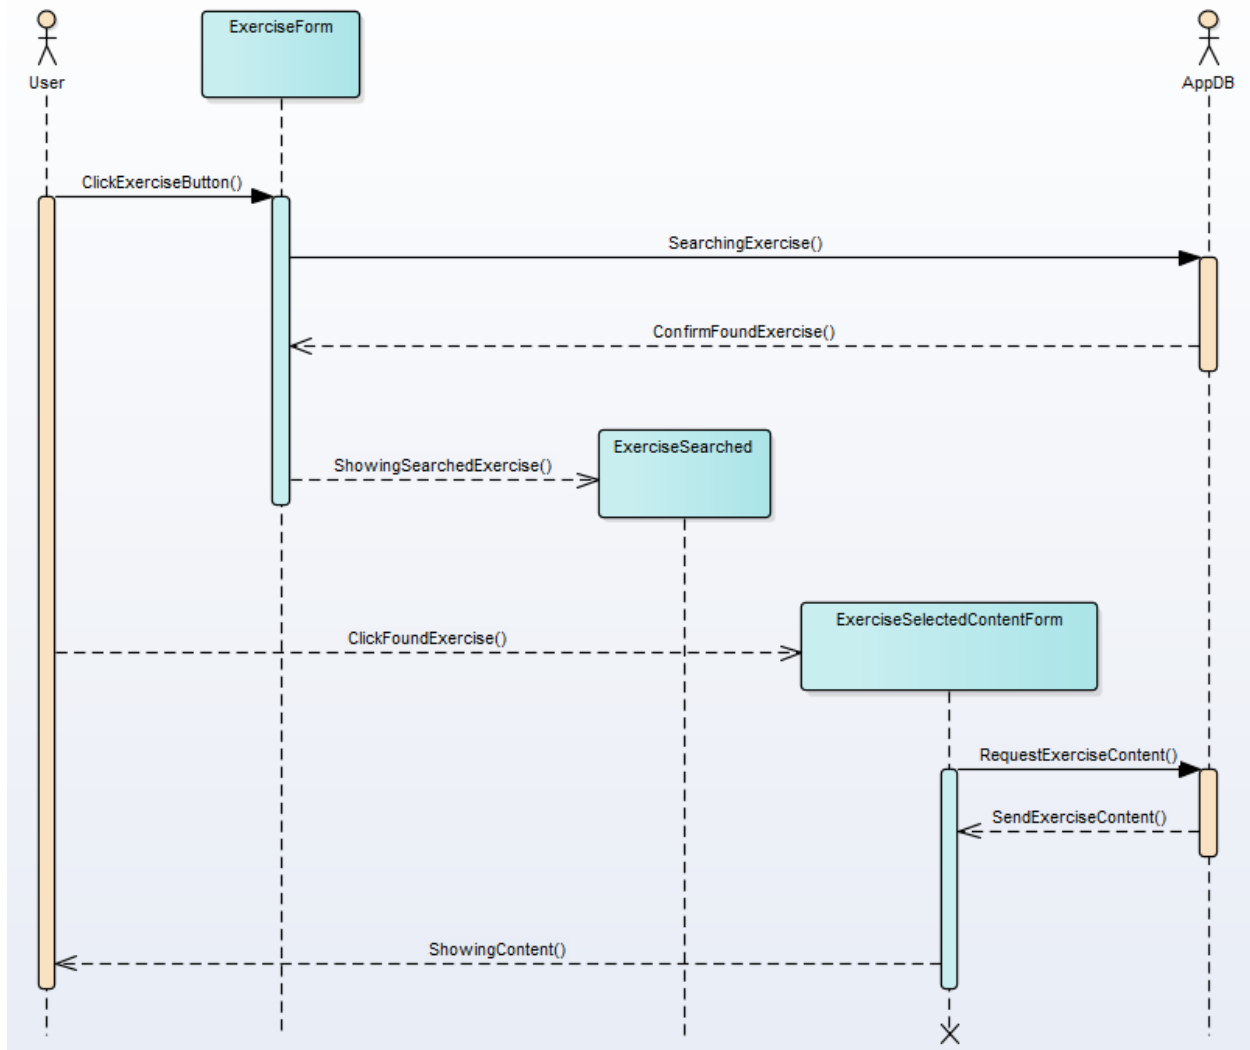 ExerciseForm
User
AppDB
ClickExerciseButton()
SearchingExercise()
ConfirmFoundExercise()
ExerciseSearched
ShowingSearchedExercise()
ExerciseSelectedContentForm
ClickFoundExercise()
RequestExerciseContent()
SendExerciseContent()
ShowingContent()